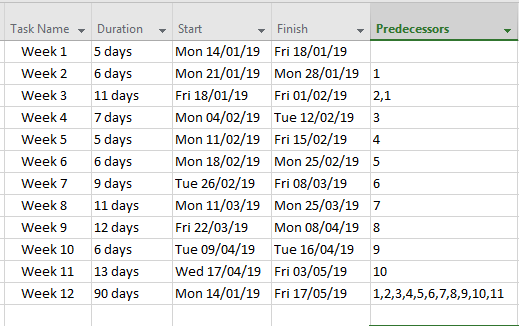 Task Name Duration Start Finish Predecessors
Week 1 5 days Mon 14/01/19 Fri 18/01/19
Week 2 6 days Mon 21/01/19 Mon 28/01/19 1
Week 3 11 days Fri 18/01/19 Fri 01/02/19 2,1
Week 4 7 days Mon 04/02/19 Tue 12/02/19 3
Week 5 5 days Mon 11/02/19 Fri 15/02/19 4
Week 6 6 days Mon 18/02/19 Mon 25/02/19 5
Week 7 9 days Tue 26/02/19 Fri 08/03/19 6
Week 8 11 days Mon 11/03/19 Mon 25/03/19 7
Week 9 12 days Fri 22/03/19 Mon 08/04/19 8
Week 10 6 days Tue 09/04/19 Tue 16/04/19 9
Week 11 13 days Wed 17/04/19 Fri 03/05/19 10
Week 12 90 days Mon 14/01/19 Fri 17/05/19 1,2,3,4,5,6,7,8,9,10,11